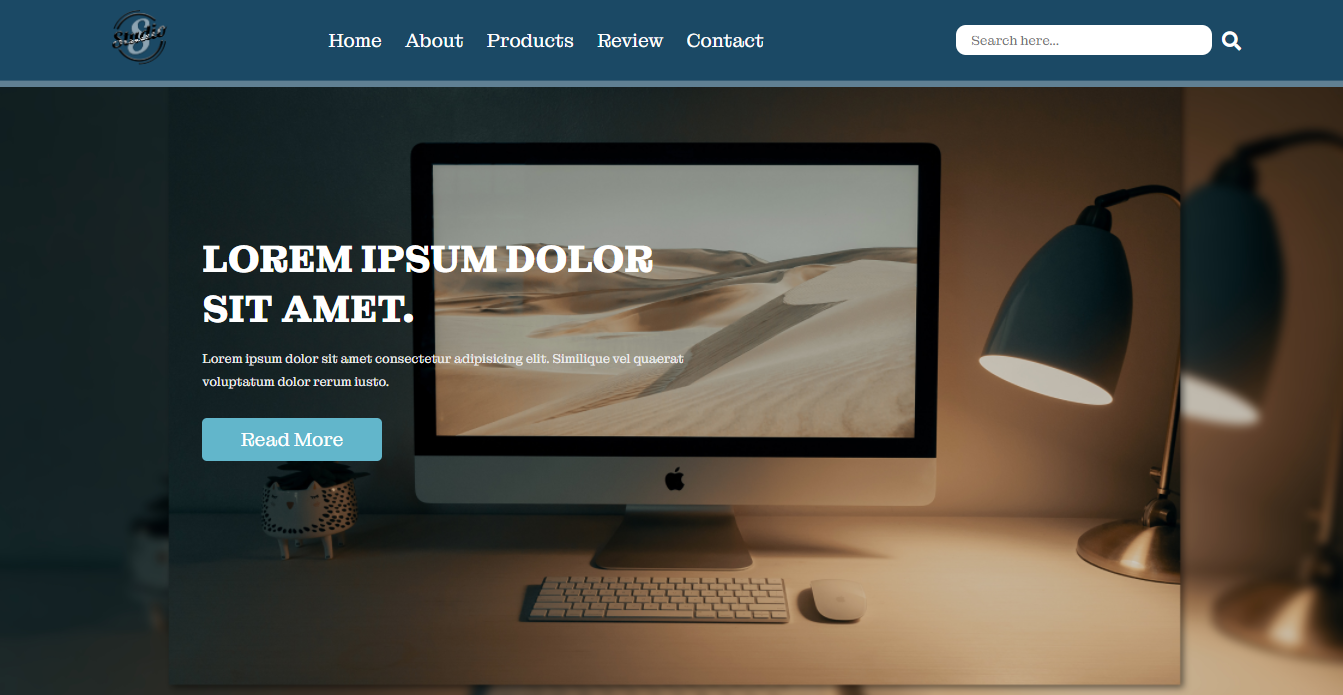 Home About Products Review Contact
Search here...
LOREM IPSUM DOLOR
SIT AMET.
Lorem ipsum dolor sit amet consectetur adipisicing elit. Similique vel quaerat
voluptatum dolor rerum iusto.
Read More